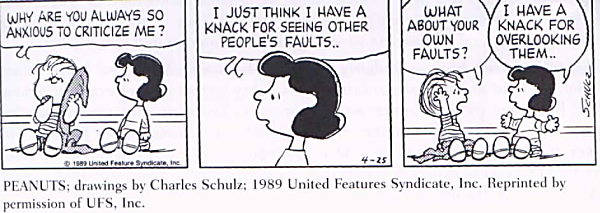 WHY ARE YOU ALWAYS SO
ANXIOUS TO CRITICIZE ME?
© 1989 United Feature Syndicate, Inc.
I JUST THINK I HAVE A
KNACK FOR SEEING OTHER
PEOPLE'S FAULTS..
4-25
WHAT
ABOUT YOUR
OWN
FAULTS?
I HAVE A
KNACK FOR
OVERLOOKING
THEM..
SCHULZ
PEANUTS; drawings by Charles Schulz; 1989 United Features Syndicate, Inc. Reprinted by
permission of UFS, Inc.